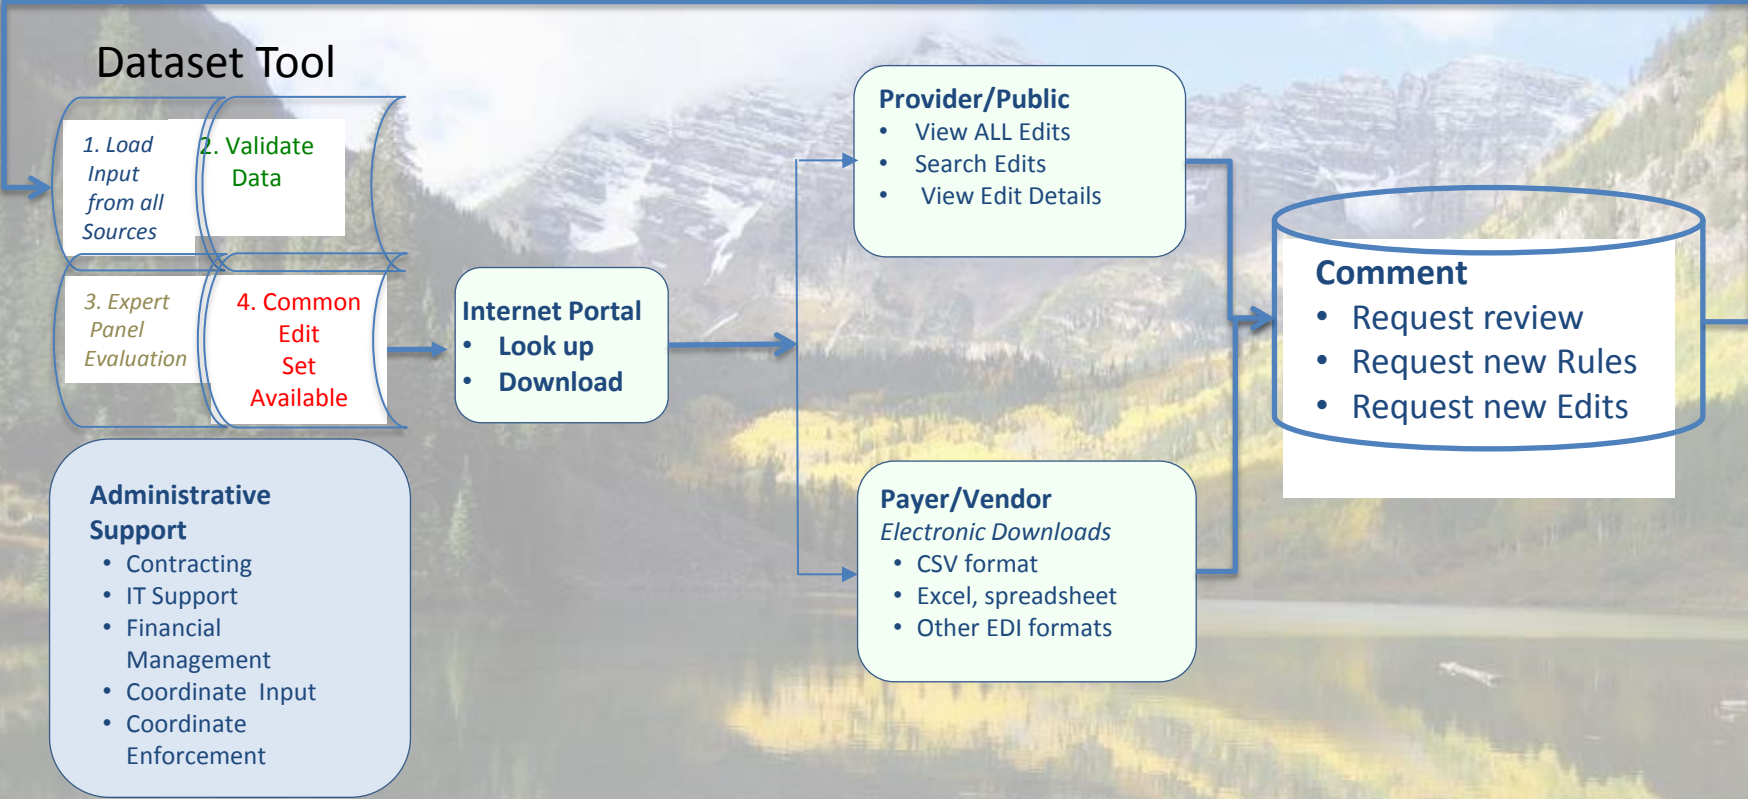 Dataset Tool
1. Load
Input
from all
Sources
2. Validate
Data
3. Expert
Panel
Evaluation
4. Common
Edit
Set
Available
Administrative
Support
• Contracting
• IT Support
• Financial
Management
• Coordinate Input
• Coordinate
Enforcement
Internet Portal
• Look up
• Download
Provider/Public
• View ALL Edits
• Search Edits
• View Edit Details
Payer/Vendor
Electronic Downloads
• CSV format
• Excel, spreadsheet
• Other EDI formats
Comment
• Request review
• Request new Rules
• Request new Edits